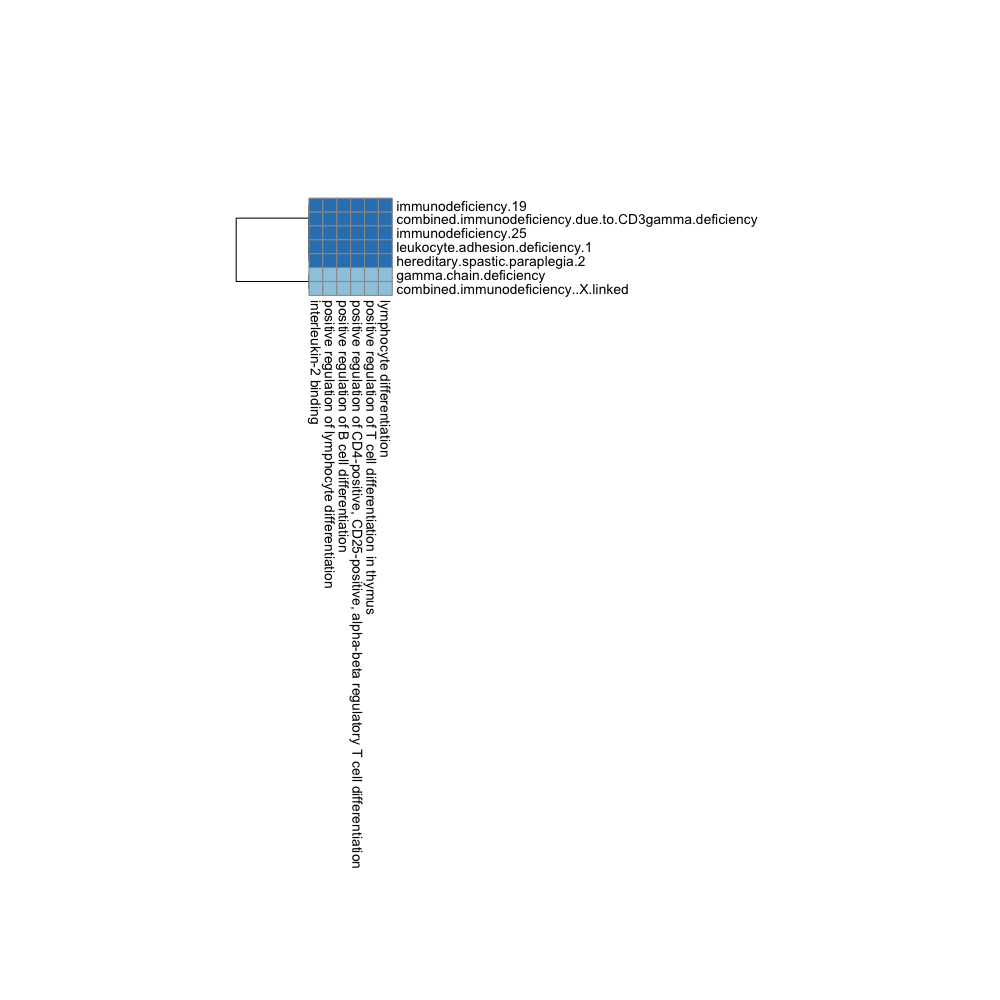 immunodeficiency.19
combined.immunodeficiency.due.to.CD3gamma.deficiency
immunodeficiency.25
leukocyte.adhesion.deficiency.1
hereditary.spastic.paraplegia.2
gamma.chain.deficiency
combined.immunodeficiency..X.linked
interleukin-2 binding
positive regulation of lymphocyte differentiation
positive regulation of B cell differentiation
positive regulation of CD4-positive, CD25-positive, alpha-beta regulatory T cell differentiation
positive regulation of T cell differentiation in thymus
lymphocyte differentiation